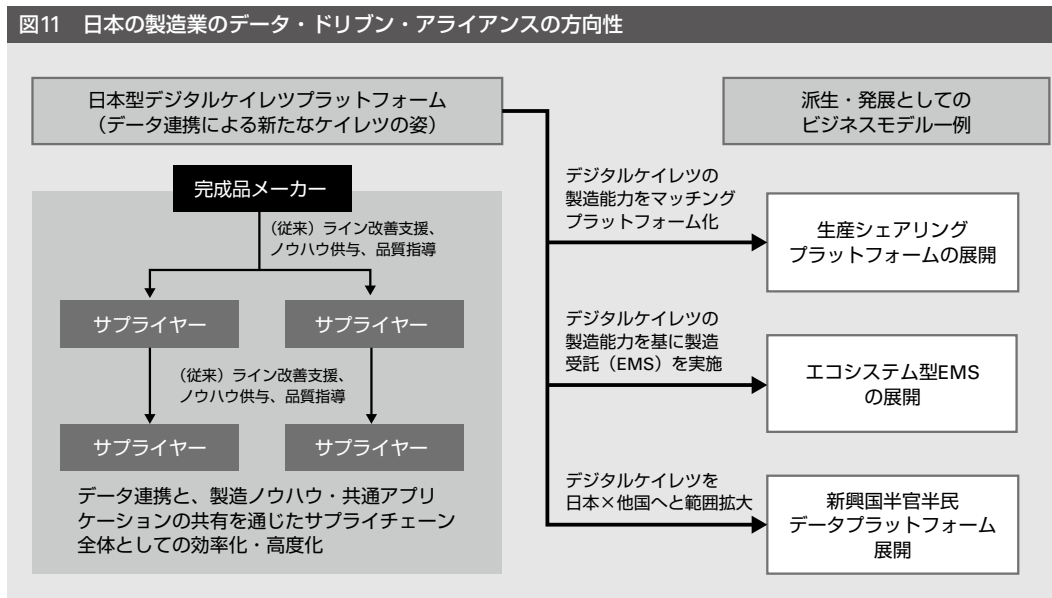 図11　日本の製造業のデータ・ドリブン・アライアンスの方向性
日本型デジタルケイレツプラットフォーム
（データ連携による新たなケイレツの姿）
完成品メーカー
（従来）ライン改善支援、
ノウハウ供与、品質指導
サプライヤー
サプライヤー
（従来）ライン改善支援、
ノウハウ供与、品質指導
サプライヤー
サプライヤー
データ連携と、製造ノウハウ・共通アプリ
ケーションの共有を通じたサプライチェーン
全体としての効率化・高度化
派生・発展としての
ビジネスモデル一例
デジタルケイレツの
製造能力をマッチング
プラットフォーム化
生産シェアリング
プラットフォームの展開
デジタルケイレツの
製造能力を基に製造
受託（EMS）を実施
エコシステム型EMS
の展開
デジタルケイレツを
日本×他国へと範囲拡大
新興国半官半民
データプラットフォーム
展開